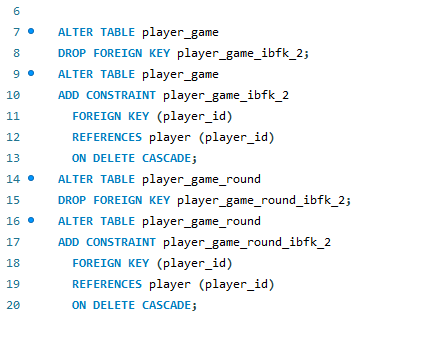 6
7 ALTER TABLE player_game
8 DROP FOREIGN KEY player_game_ibfk_2;
9 ALTER TABLE player_game
10 ADD CONSTRAINT player_game_ibfk_2
11 FOREIGN KEY (player_id)
12 REFERENCES player (player_id)
13 ON DELETE CASCADE;
14 ALTER TABLE player_game_round
15 DROP FOREIGN KEY player_game_round_ibfk_2;
16 ALTER TABLE player_game_round
17 ADD CONSTRAINT player_game_round_ibfk_2
18 FOREIGN KEY (player_id)
19 REFERENCES player (player_id)
20 ON DELETE CASCADE;